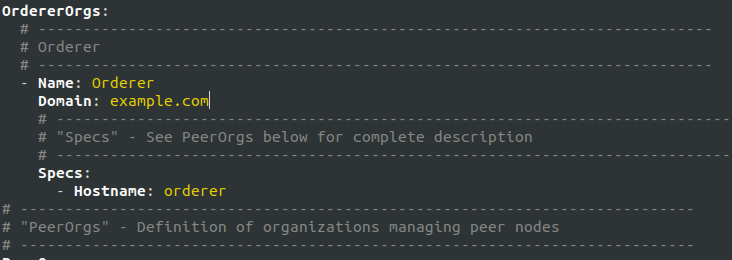 OrdererOrgs:
# ---------------------------------------------------------------------------
# Orderer
# ---------------------------------------------------------------------------
- Name: Orderer
Domain: example.com
# ---------------------------------------------------------------------------
# "Specs" - See PeerOrgs below for complete description
# ---------------------------------------------------------------------------
Specs:
- Hostname: orderer
# ---------------------------------------------------------------------------
# "PeerOrgs" - Definition of organizations managing peer nodes
# ---------------------------------------------------------------------------